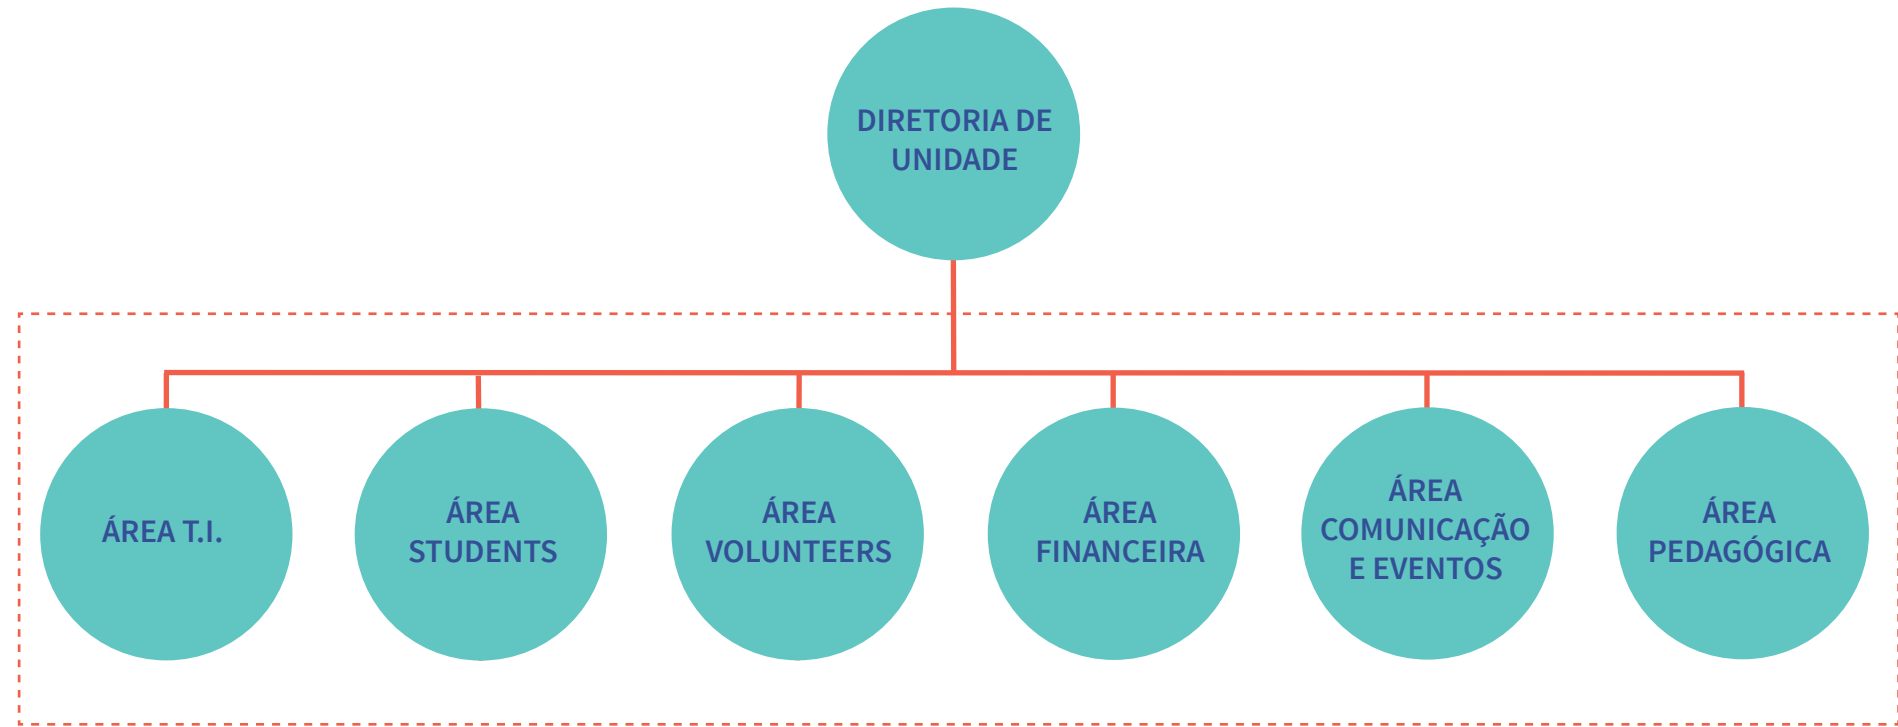 DIRETORIA DE
UNIDADE
ÁREA T.I.
ÁREA
STUDENTS
ÁREA
VOLUNTEERS
ÁREA
FINANCEIRA
ÁREA
COMUNICAÇÃO
E EVENTOS
ÁREA
PEDAGÓGICA